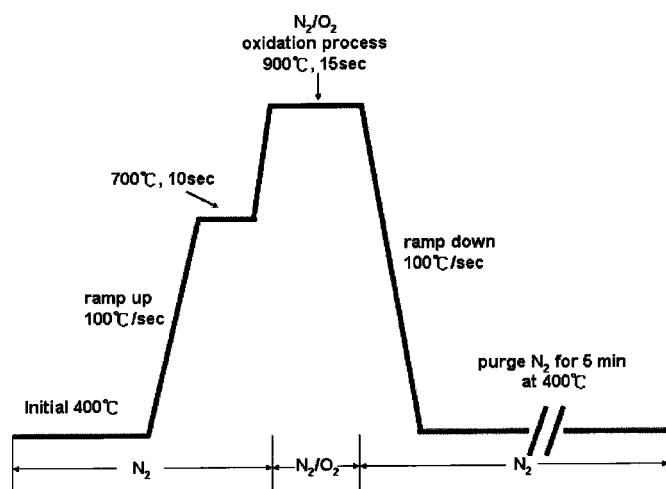 N₂/O₂
oxidation process
900℃, 15sec
700℃, 10sec
ramp up
100℃/sec
ramp down
100℃/sec
purge N₂ for 5 min
at 400℃
Initial 400℃
N₂
N₂/O₂
N₂